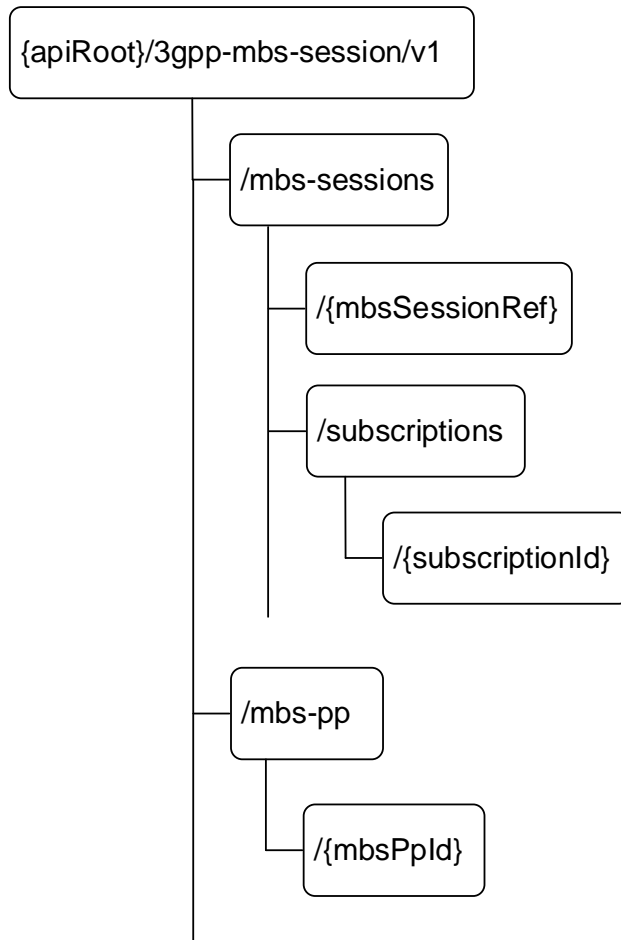 {apiRoot}/3gpp-mbs-session/v1
/mbs-sessions
/{mbsSessionRef}
/subscriptions
/{subscriptionId}
/mbs-pp
/{mbsPpId}